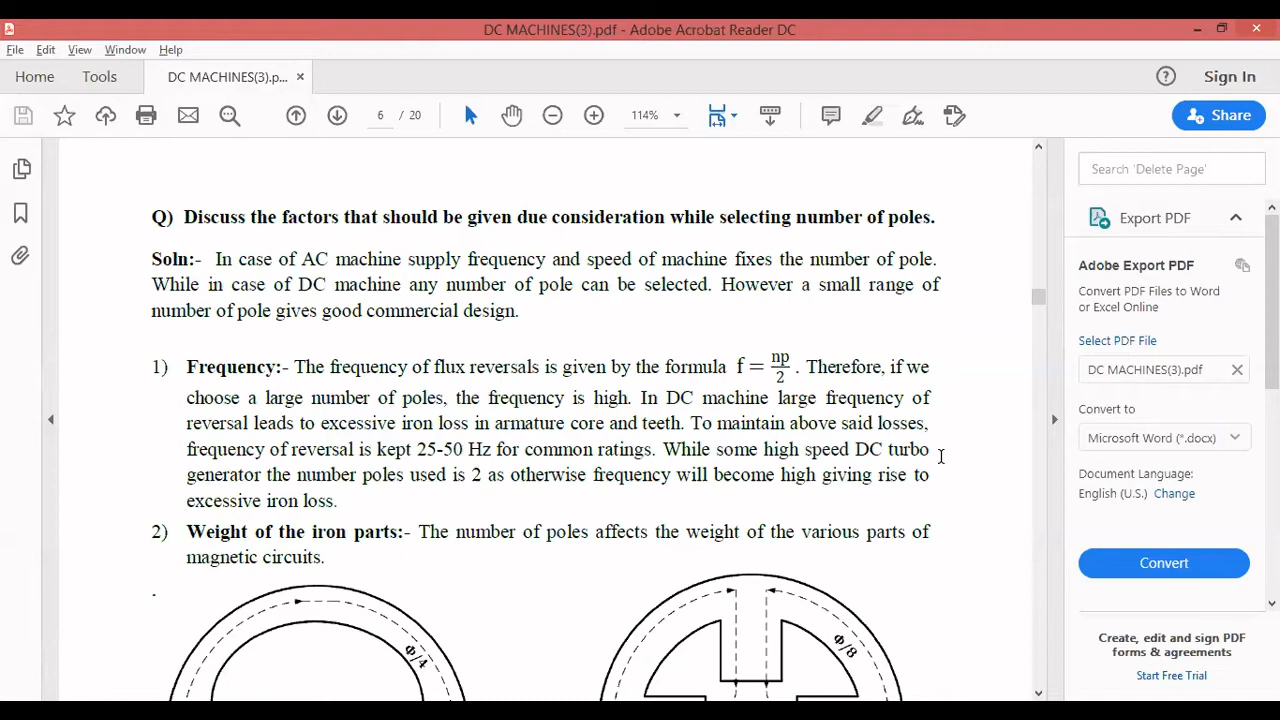 DC MACHINES(3).pdf - Adobe Acrobat Reader DC
File Edit View Window Help
Home Tools DC MACHINES(3).p... × Sign In
6 / 20 114% Share
Q) Discuss the factors that should be given due consideration while selecting number of poles.
Soln:- In case of AC machine supply frequency and speed of machine fixes the number of pole.
While in case of DC machine any number of pole can be selected. However a small range of
number of pole gives good commercial design.
1) Frequency:- The frequency of flux reversals is given by the formula f = np/2 . Therefore, if we
choose a large number of poles, the frequency is high. In DC machine large frequency of
reversal leads to excessive iron loss in armature core and teeth. To maintain above said losses,
frequency of reversal is kept 25-50 Hz for common ratings. While some high speed DC turbo
generator the number poles used is 2 as otherwise frequency will become high giving rise to
excessive iron loss.
2) Weight of the iron parts:- The number of poles affects the weight of the various parts of
magnetic circuits.
.
Φ/4
Φ/8
Search 'Delete Page'
Export PDF
Adobe Export PDF
Convert PDF Files to Word
or Excel Online
Select PDF File
DC MACHINES(3).pdf
Convert to
Microsoft Word (*.docx)
Document Language:
English (U.S.) Change
Convert
Create, edit and sign PDF
forms & agreements
Start Free Trial